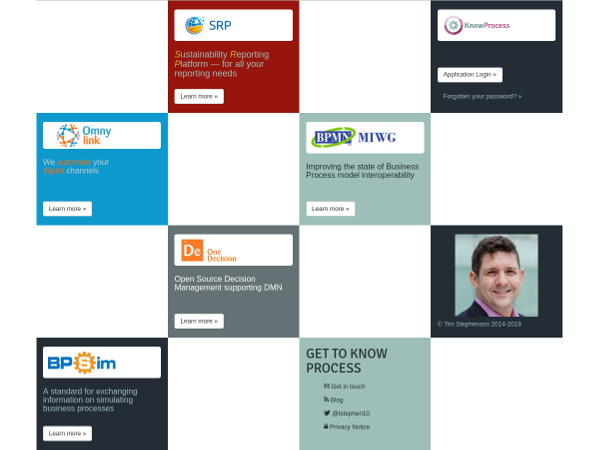 SRP
Sustainability Reporting
Platform — for all your
reporting needs
Learn more »
KnowProcess
Application Login »
Forgotten your password? »
Omny
link
We automate your
digital channels
Learn more »
BPMN MIWG
Improving the state of Business
Process model interoperability
Learn more »
De One
Decision
Open Source Decision
Management supporting DMN
Learn more »
© Tim Stephenson 2014-2018
BPSim
A standard for exchanging
information on simulating
business processes
Learn more »
GET TO KNOW
PROCESS
Get in touch
Blog
@tstephen10
Privacy Notice